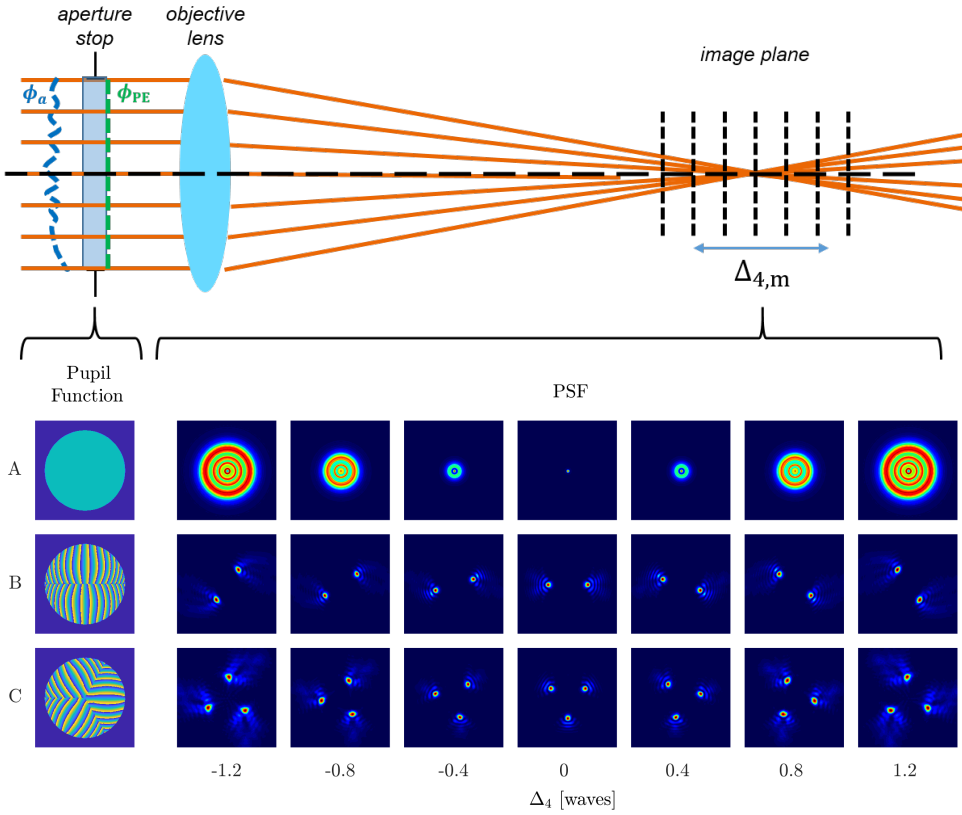 aperture
stop
objective
lens
image plane
ϕₐ
ϕ_PE
Δ₄,ₘ
Pupil
Function
PSF
A
B
C
-1.2 -0.8 -0.4 0 0.4 0.8 1.2
Δ₄ [waves]